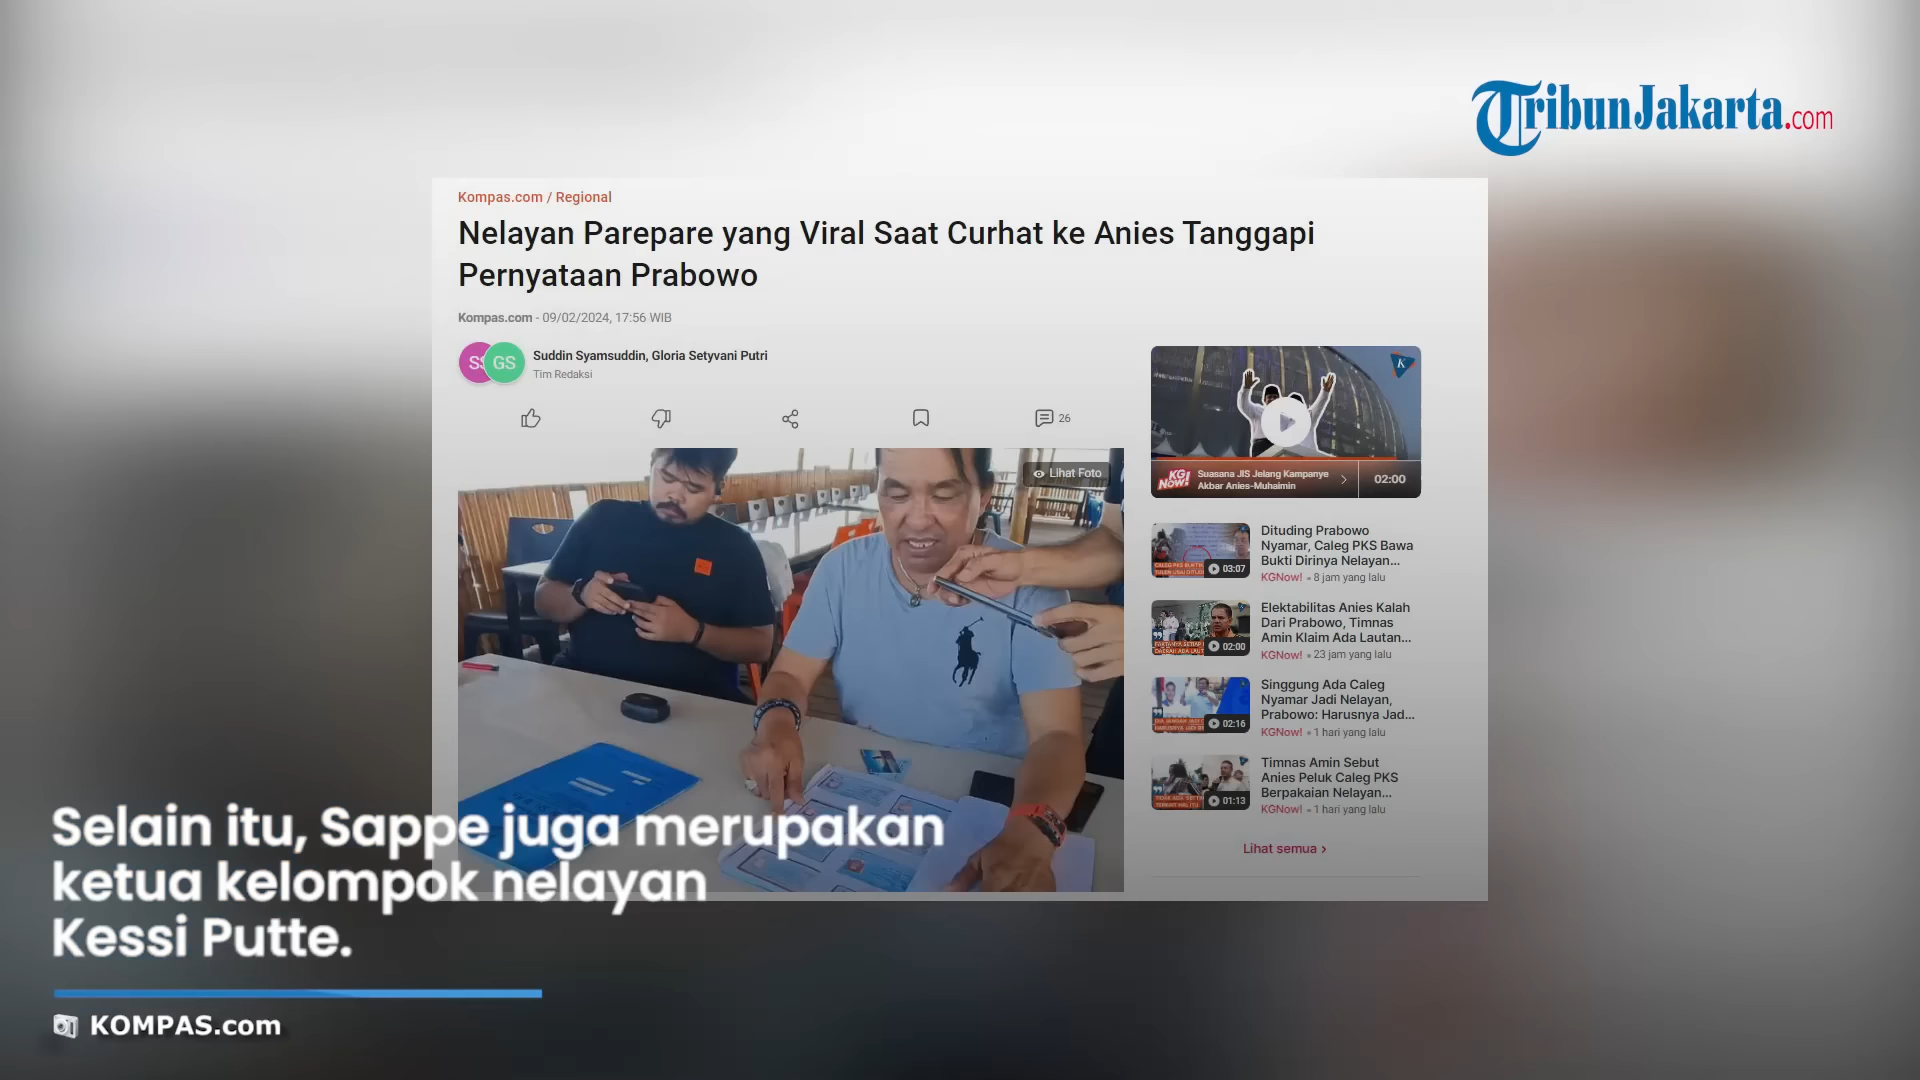 TribunJakarta.com
Kompas.com / Regional
Nelayan Parepare yang Viral Saat Curhat ke Anies Tanggapi
Pernyataan Prabowo
Kompas.com - 09/02/2024, 17:56 WIB
GS
Suddin Syamsuddin, Gloria Setyvani Putri
Tim Redaksi
26
Lihat Foto
K
KG NOW!
Suasana JIS Jelang Kampanye
Akbar Anies-Muhaimin
02:00
Dituding Prabowo
Nyamar, Caleg PKS Bawa
Bukti Dirinya Nelayan...
KGNow! • 8 jam yang lalu
03:07
Elektabilitas Anies Kalah
Dari Prabowo, Timnas
Amin Klaim Ada Lautan...
KGNow! • 23 jam yang lalu
02:00
Singgung Ada Caleg
Nyamar Jadi Nelayan,
Prabowo: Harusnya Jad...
KGNow! • 1 hari yang lalu
02:16
Timnas Amin Sebut
Anies Peluk Caleg PKS
Berpakaian Nelayan...
KGNow! • 1 hari yang lalu
01:13
Lihat semua ›
Selain itu, Sappe juga merupakan
ketua kelompok nelayan
Kessi Putte.
KOMPAS.com